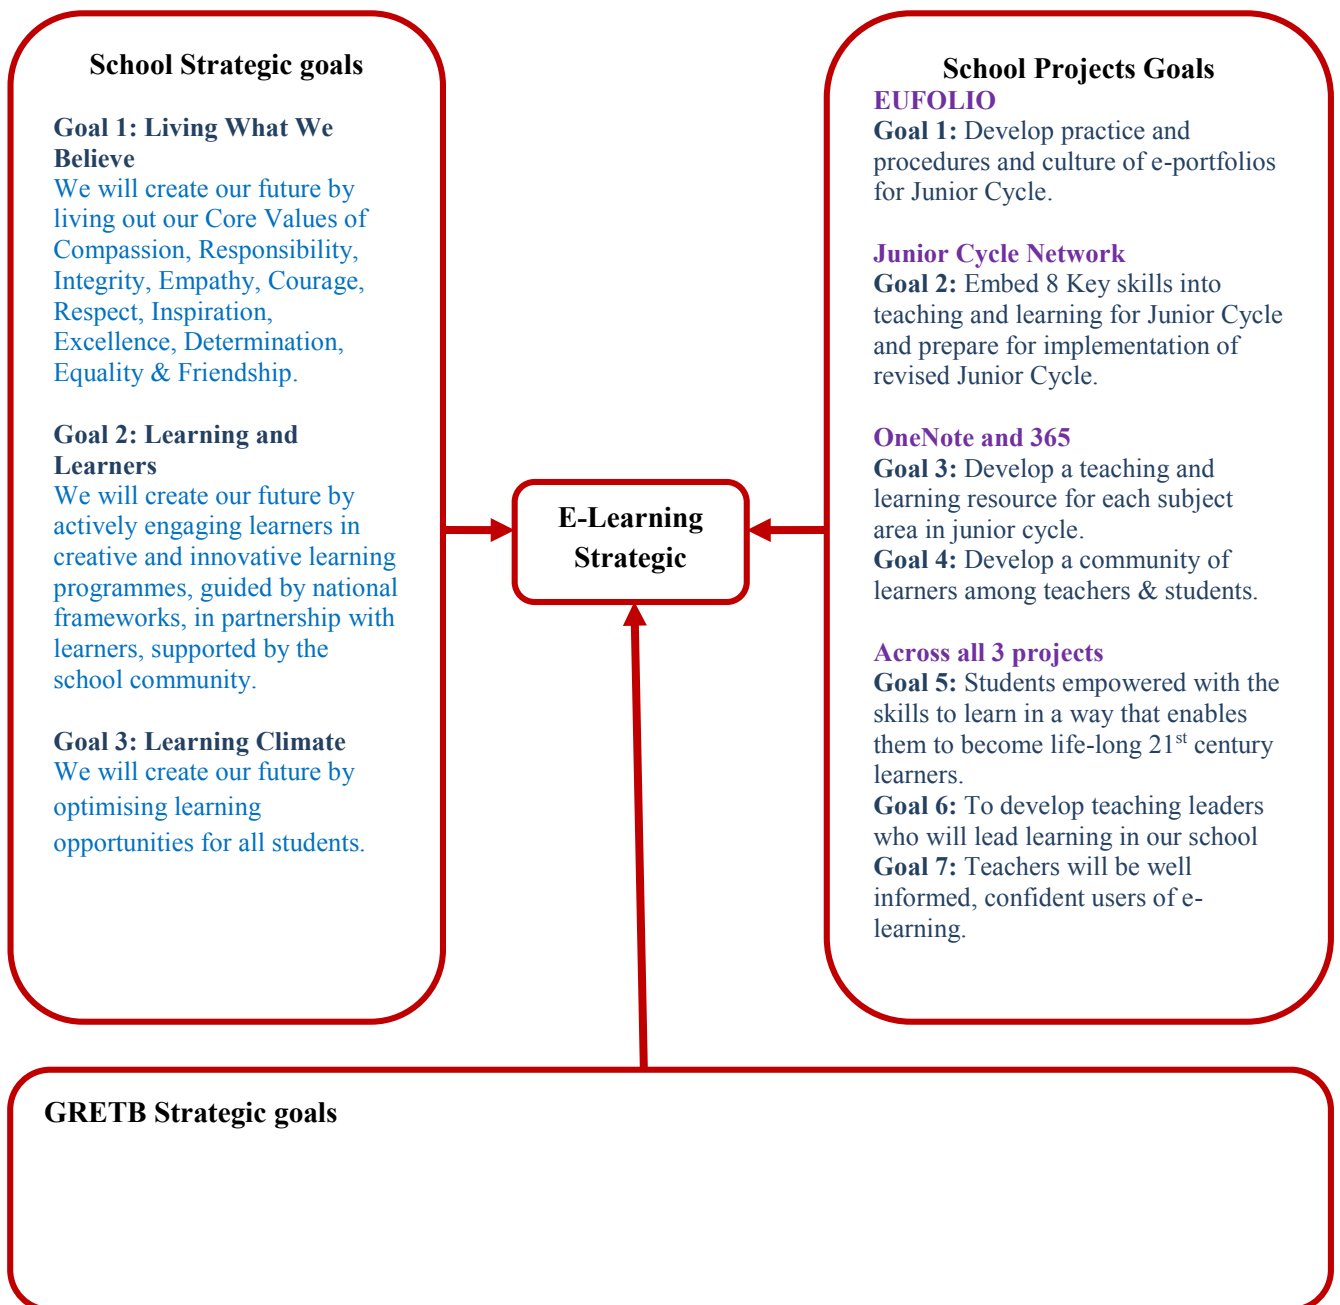 School Strategic goals
Goal 1: Living What We
Believe
We will create our future by
living out our Core Values of
Compassion, Responsibility,
Integrity, Empathy, Courage,
Respect, Inspiration,
Excellence, Determination,
Equality & Friendship.
Goal 2: Learning and
Learners
We will create our future by
actively engaging learners in
creative and innovative learning
programmes, guided by national
frameworks, in partnership with
learners, supported by the
school community.
Goal 3: Learning Climate
We will create our future by
optimising learning
opportunities for all students.
E-Learning
Strategic
School Projects Goals
EUFOLIO
Goal 1: Develop practice and
procedures and culture of e-portfolios
for Junior Cycle.
Junior Cycle Network
Goal 2: Embed 8 Key skills into
teaching and learning for Junior Cycle
and prepare for implementation of
revised Junior Cycle.
OneNote and 365
Goal 3: Develop a teaching and
learning resource for each subject
area in junior cycle.
Goal 4: Develop a community of
learners among teachers & students.
Across all 3 projects
Goal 5: Students empowered with the
skills to learn in a way that enables
them to become life-long 21st century
learners.
Goal 6: To develop teaching leaders
who will lead learning in our school
Goal 7: Teachers will be well
informed, confident users of e-
learning.
GRETB Strategic goals